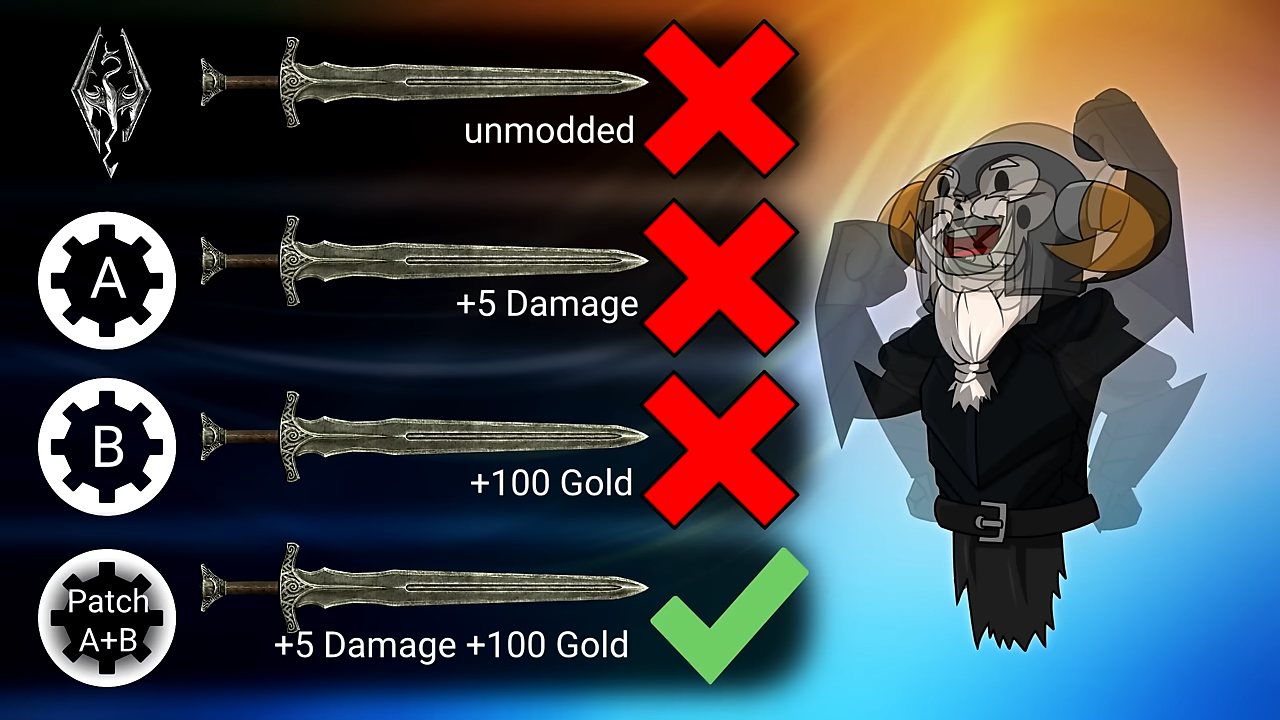 unmodded
A
+5 Damage
B
+100 Gold
Patch
A+B
+5 Damage +100 Gold